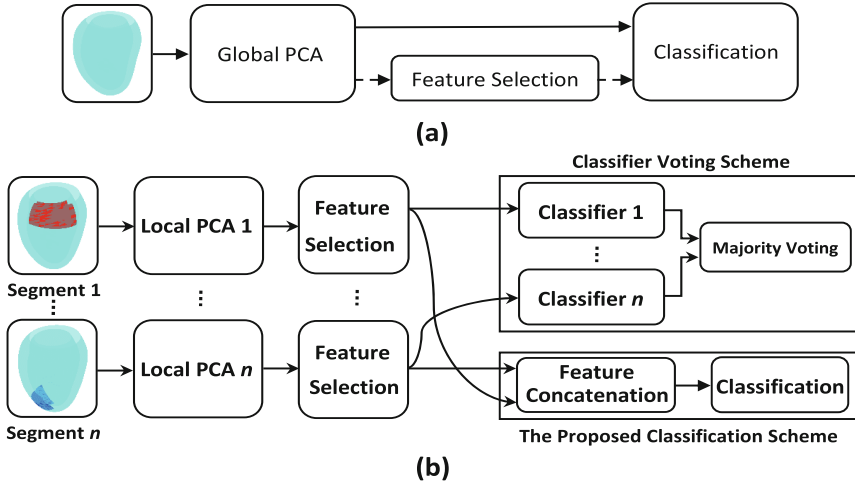 Global PCA
Feature Selection
Classification
(a)
Classifier Voting Scheme
Segment 1
Local PCA 1
Feature
Selection
Classifier 1
Majority Voting
...
...
...
...
Classifier n
Segment n
Local PCA n
Feature
Selection
Feature
Concatenation
Classification
The Proposed Classification Scheme
(b)